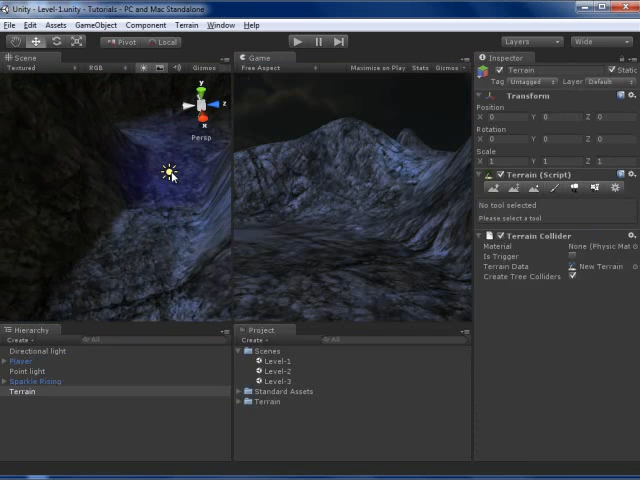 Unity - Level-1.unity - Tutorials - PC and Mac Standalone
File Edit Assets GameObject Component Terrain Window Help
Pivot Local Layers Wide
Scene
Textured RGB Gizmos
y
z
x
Persp
Game
Free Aspect Maximise on Play Stats Gizmos
Inspector
Terrain Static
Tag Untagged Layer Default
Transform
Position
X 0 Y 0 Z 0
Rotation
X 0 Y 0 Z 0
Scale
X 1 Y 1 Z 1
Terrain (Script)
No tool selected
Please select a tool
Terrain Collider
Material None (Physic Mat
Is Trigger
Terrain Data New Terrain
Create Tree Colliders
Hierarchy
Create All
Directional light
Player
Point light
Sparkle Rising
Terrain
Project
Create All
Scenes
Level-1
Level-2
Level-3
Standard Assets
Terrain